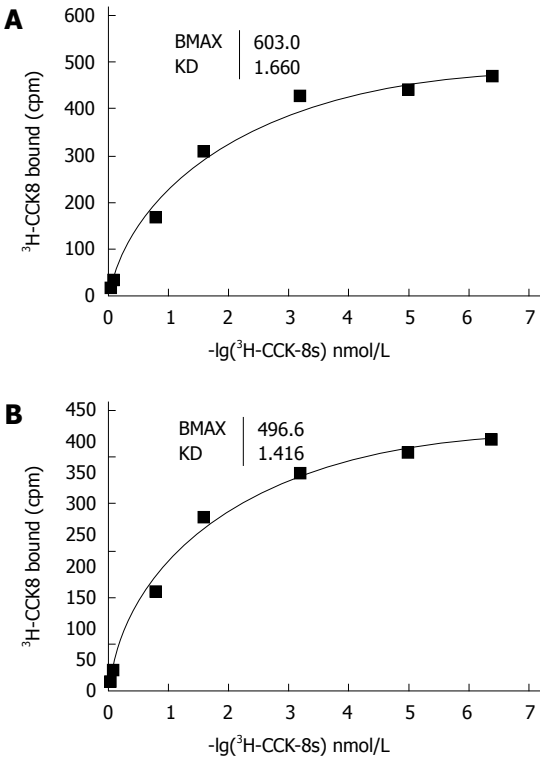 A
BMAX 603.0
KD 1.660
600
500
400
300
200
100
0
³H-CCK8 bound (cpm)
0 1 2 3 4 5 6 7
-lg(³H-CCK-8s) nmol/L
B
BMAX 496.6
KD 1.416
450
400
350
300
250
200
150
100
50
0
³H-CCK8 bound (cpm)
0 1 2 3 4 5 6 7
-lg(³H-CCK-8s) nmol/L